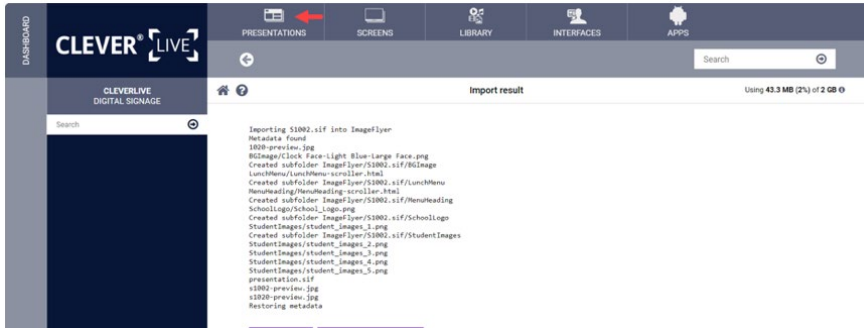 DASHBOARD
CLEVER® [LIVE]
PRESENTATIONS
SCREENS
LIBRARY
INTERFACES
APPS
Search
CLEVERLIVE
DIGITAL SIGNAGE
Search
Import result
Using 43.3 MB (2%) of 2 GB
Importing S1002.sif into ImageFlyer
Metadata found
1020-preview.jpg
BGImage/Clock Face-Light Blue-Large Face.png
Created subfolder ImageFlyer/S1002.sif/BGImage
LunchMenu/LunchMenu-scroller.html
Created subfolder ImageFlyer/S1002.sif/LunchMenu
MenuHeading/MenuHeading-scroller.html
Created subfolder ImageFlyer/S1002.sif/MenuHeading
SchoolLogo/School_Logo.png
Created subfolder ImageFlyer/S1002.sif/SchoolLogo
StudentImages/student_images_1.png
Created subfolder ImageFlyer/S1002.sif/StudentImages
StudentImages/student_images_2.png
StudentImages/student_images_3.png
StudentImages/student_images_4.png
StudentImages/student_images_5.png
presentation.sif
s1002-preview.jpg
s1020-preview.jpg
Restoring metadata